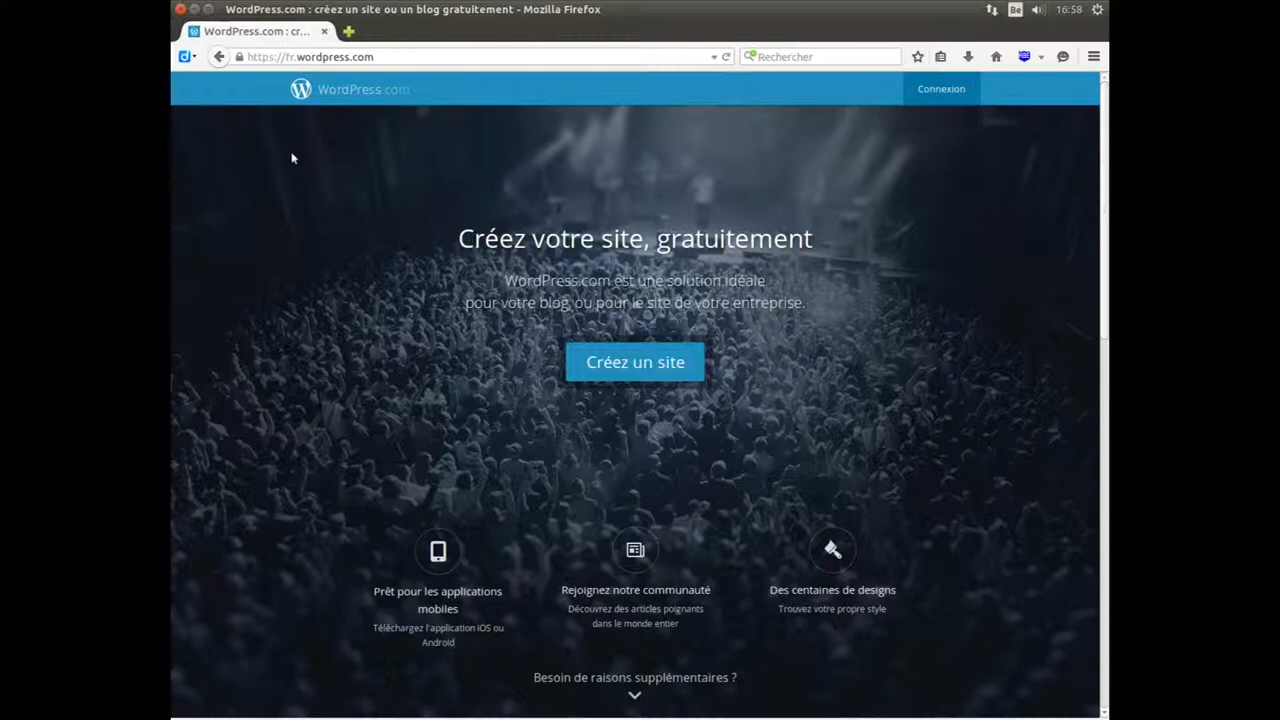 WordPress.com : créez un site ou un blog gratuitement - Mozilla Firefox
Be
16:58
WordPress.com : cr...
https://fr.wordpress.com
Rechercher
WordPress.com
Connexion
Créez votre site, gratuitement
WordPress.com est une solution idéale
pour votre blog, ou pour le site de votre entreprise.
Créez un site
Prêt pour les applications
mobiles
Téléchargez l'application iOS ou
Android
Rejoignez notre communauté
Découvrez des articles poignants
dans le monde entier
Des centaines de designs
Trouvez votre propre style
Besoin de raisons supplémentaires ?